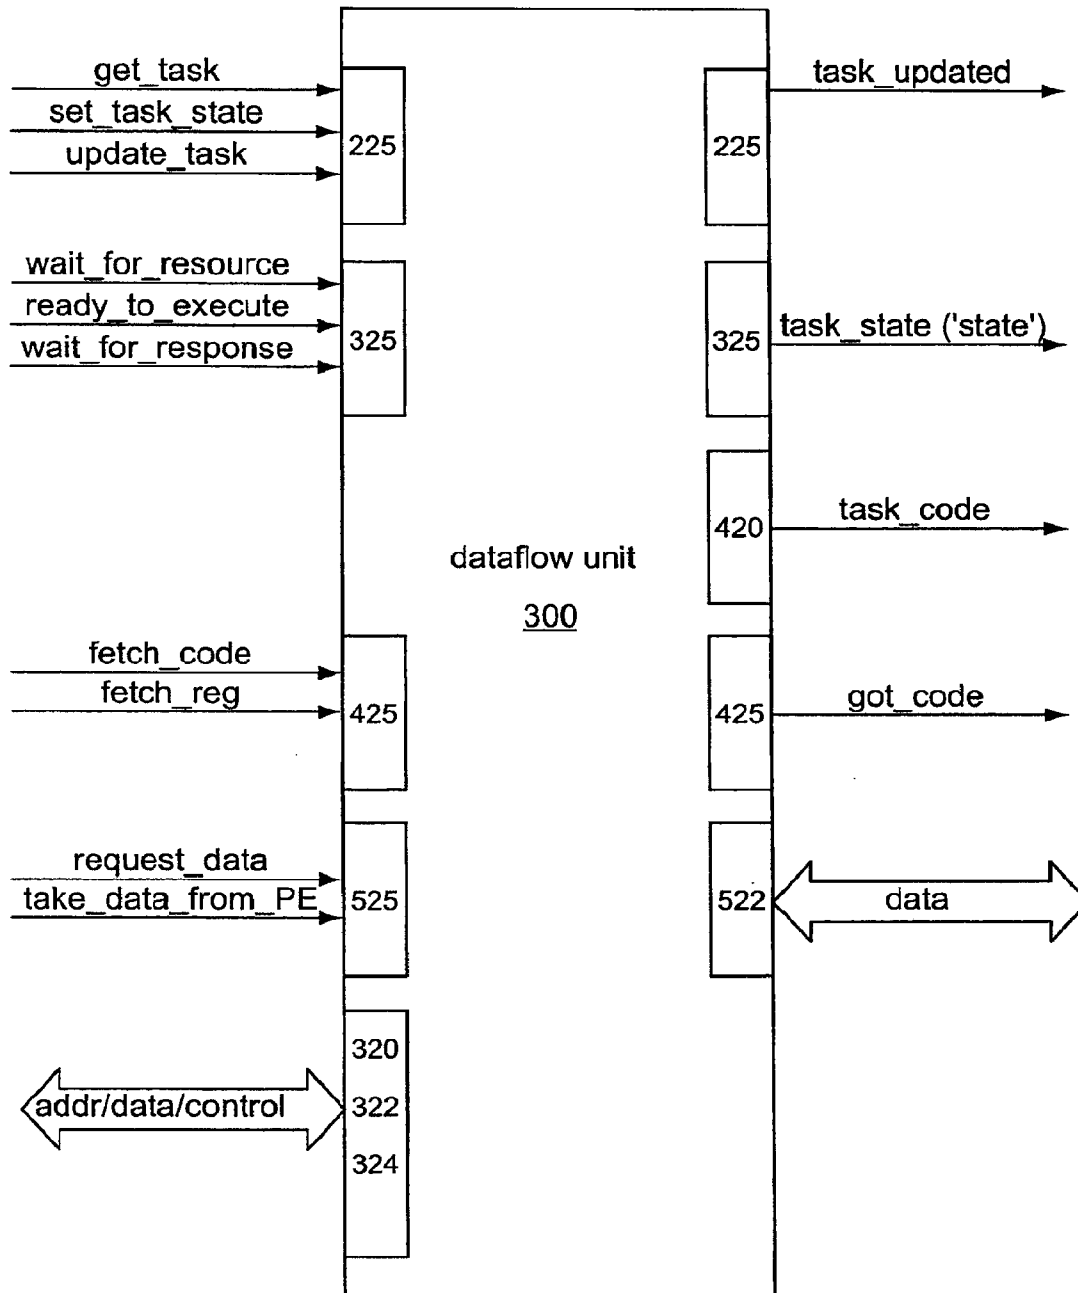 get_task
set_task_state
update_task
225
225
task_updated
wait_for_resource
ready_to_execute
wait_for_response
325
325
task_state ('state')
420
task_code
dataflow unit
300
fetch_code
fetch_reg
425
425
got_code
request_data
take_data_from_PE
525
522
data
320
addr/data/control
322
324